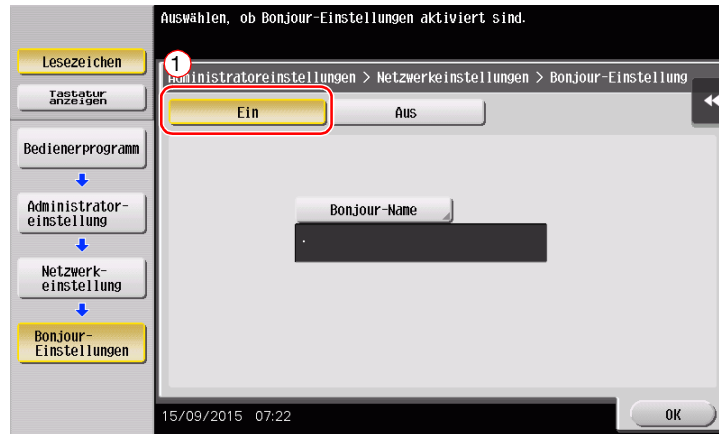 Auswählen, ob Bonjour-Einstellungen aktiviert sind.
Lesezeichen
Tastatur
anzeigen
Bedienerprogramm
Administrator-
einstellung
Netzwerk-
einstellung
Bonjour-
Einstellungen
1
Administratoreinstellungen > Netzwerkeinstellungen > Bonjour-Einstellung
Ein
Aus
Bonjour-Name
.
15/09/2015 07:22
OK